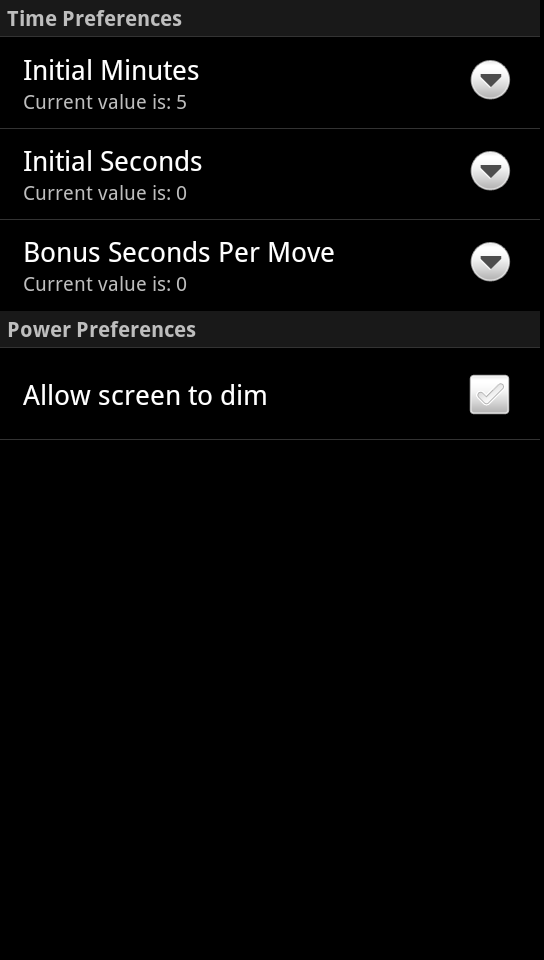 Time Preferences
Initial Minutes
Current value is: 5
Initial Seconds
Current value is: 0
Bonus Seconds Per Move
Current value is: 0
Power Preferences
Allow screen to dim